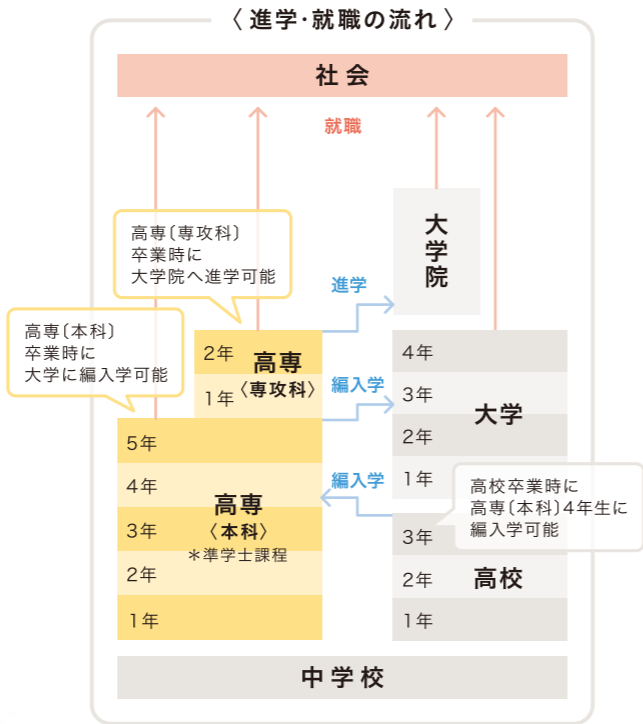 〈 進学・就職の流れ 〉
社会
就職
大学院
高専〔専攻科〕
卒業時に
大学院へ進学可能
進学
高専〔本科〕
卒業時に
大学に編入学可能
2年
1年
高専
〈専攻科〉
編入学
4年
3年
2年
1年
大学
5年
4年
3年
2年
1年
高専
〈本科〉
＊準学士課程
編入学
高校卒業時に
高専〔本科〕4年生に
編入学可能
3年
2年
1年
高校
中学校